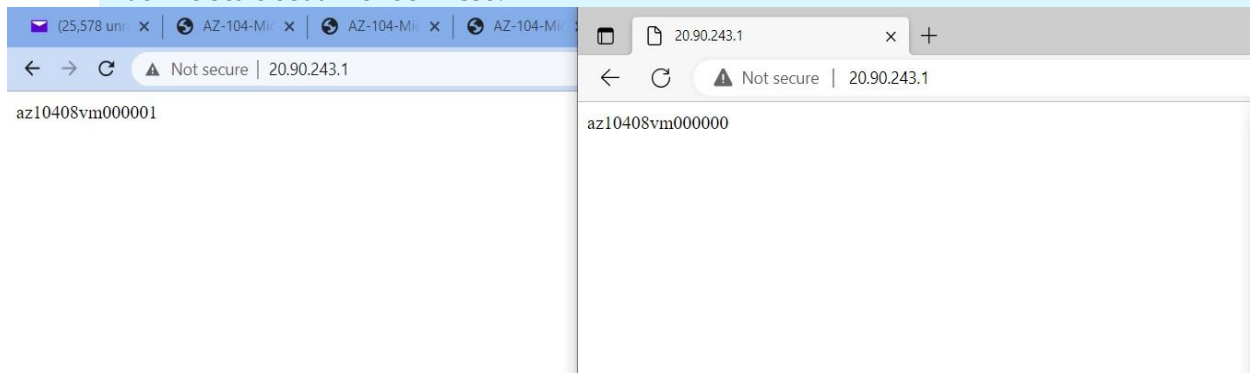 (25,578 unr
AZ-104-Mic
AZ-104-Mic
AZ-104-Mic
Not secure | 20.90.243.1
az10408vm000001
20.90.243.1
Not secure | 20.90.243.1
az10408vm000000